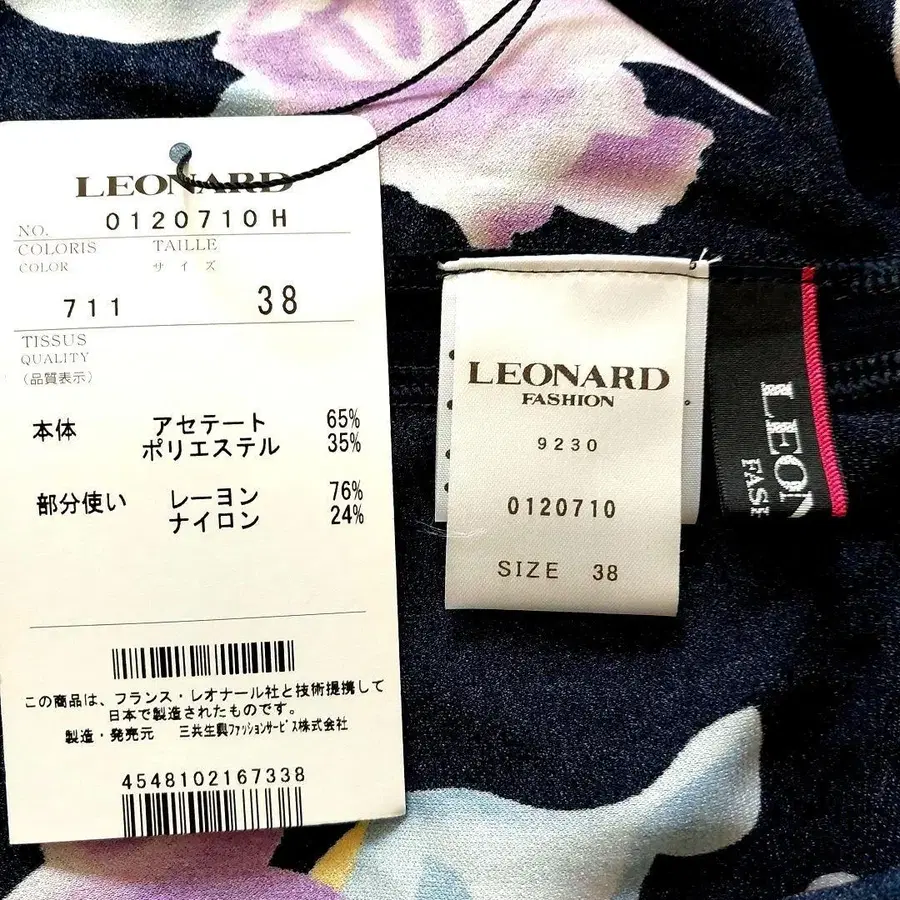 LEONARD
NO. 0120710H
COLORIS TAILLE
COLOR サイズ
711 38
TISSUS
QUALITY
(品質表示)
本体 アセテート 65%
ポリエステル 35%
部分使い レーヨン 76%
ナイロン 24%
この商品は、フランス・レオナール社と技術提携して
日本で製造されたものです。
製造・発売元 三共生興ファッションサービス株式会社
4548102167338
LEONARD
FASHION
9230
0120710
SIZE 38
LEON
FASH